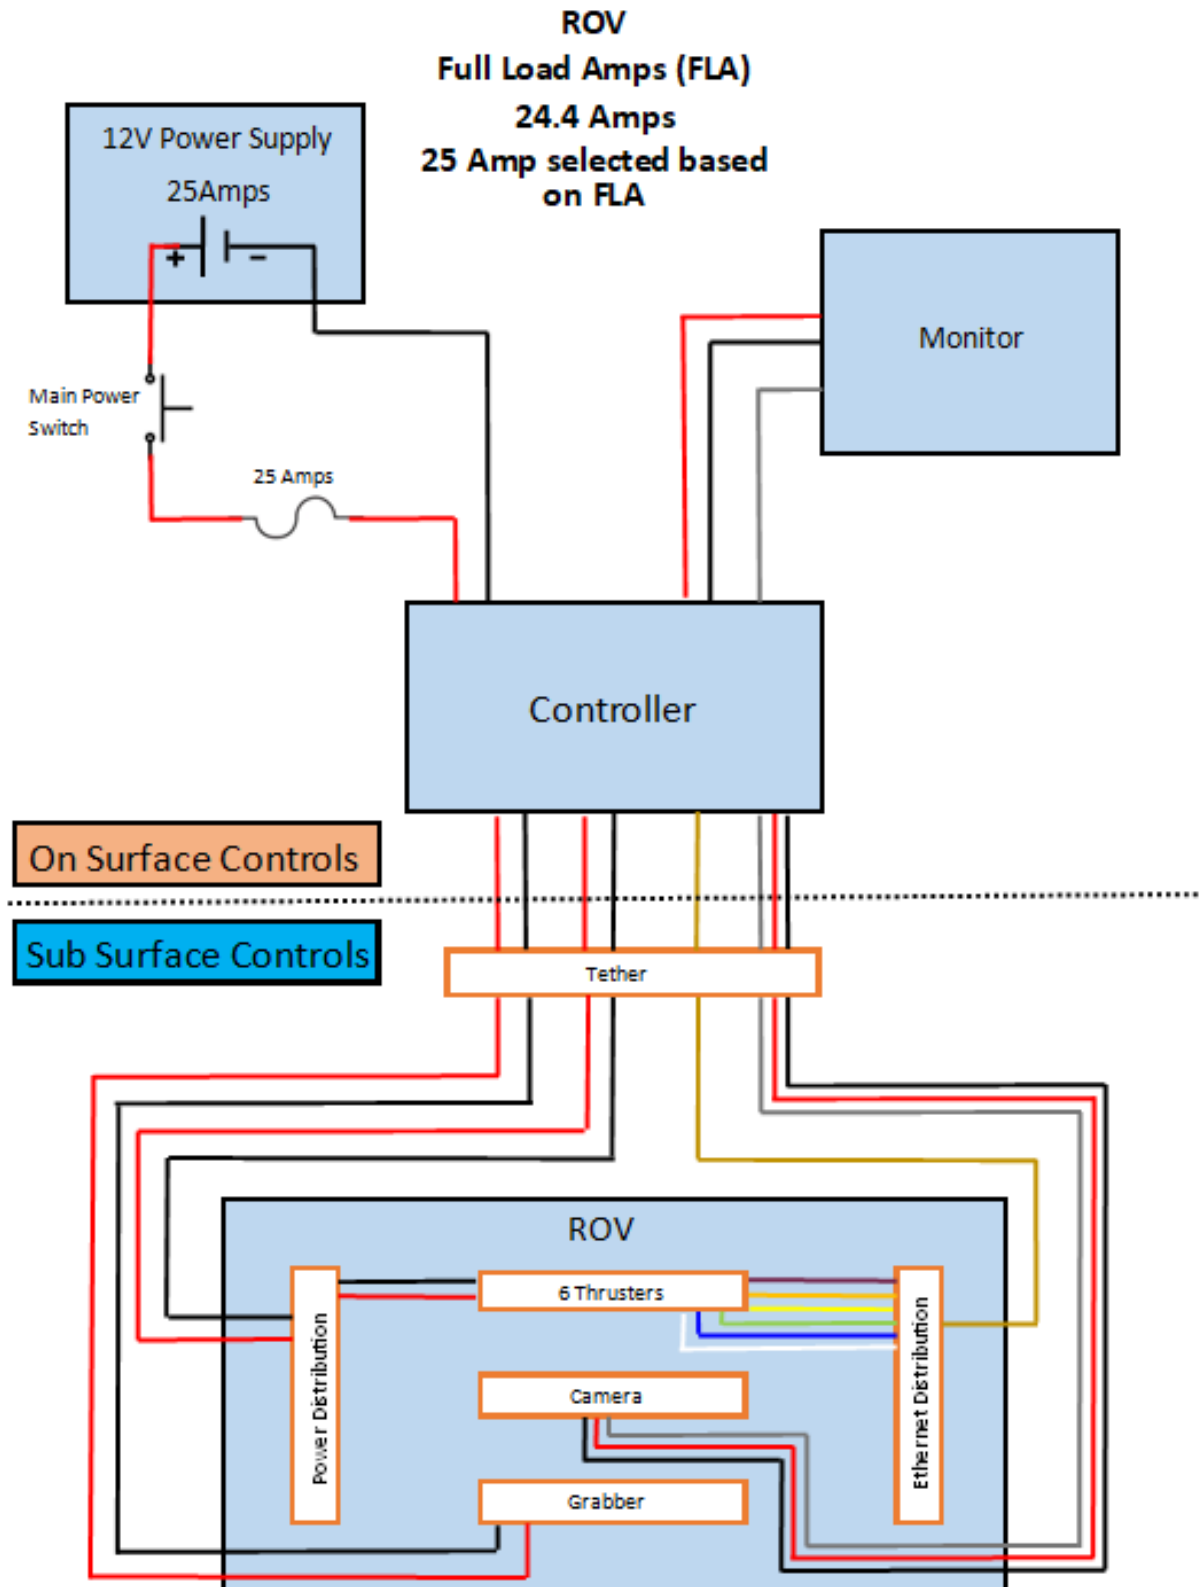 ROV
Full Load Amps (FLA)
24.4 Amps
25 Amp selected based
on FLA
12V Power Supply
25Amps
+ −
Monitor
Main Power
Switch
25 Amps
Controller
On Surface Controls
Sub Surface Controls
Tether
ROV
6 Thrusters
Power Distribution
Ethernet Distribution
Camera
Grabber